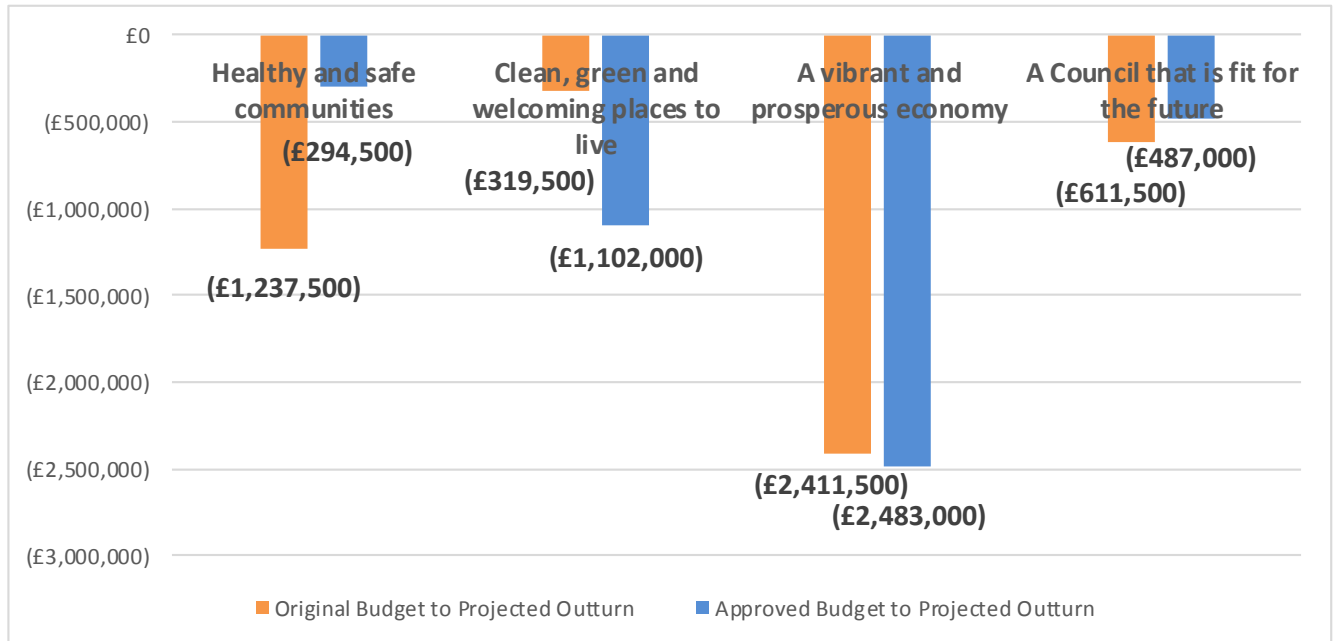 £0
(£500,000)
(£1,000,000)
(£1,500,000)
(£2,000,000)
(£2,500,000)
(£3,000,000)
Healthy and safe
communities
Clean, green and
welcoming places to
live
A vibrant and
prosperous economy
A Council that is fit for
the future
(£294,500)
(£1,237,500)
(£319,500)
(£1,102,000)
(£2,411,500)
(£2,483,000)
(£487,000)
(£611,500)
Original Budget to Projected Outturn
Approved Budget to Projected Outturn